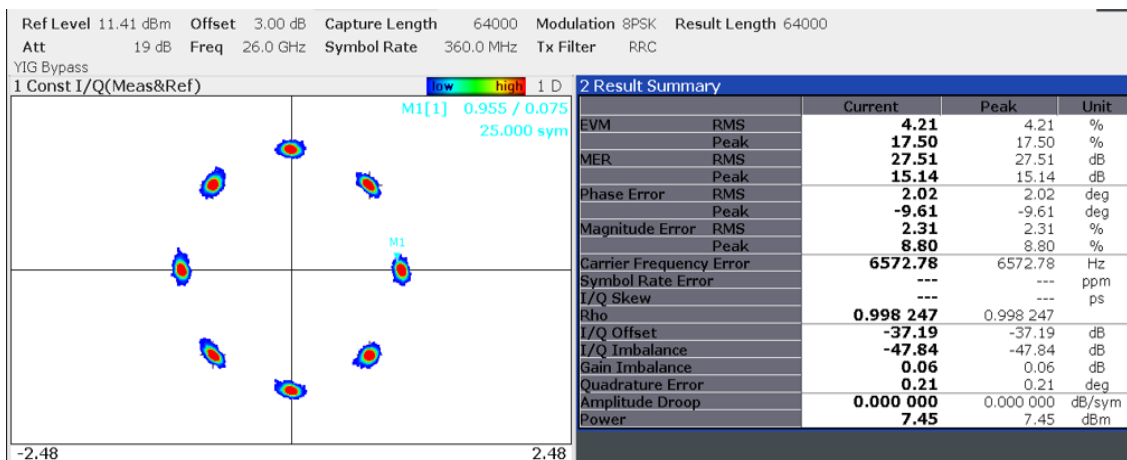 Ref Level 11.41 dBm Offset 3.00 dB Capture Length 64000 Modulation 8PSK Result Length 64000
Att 19 dB Freq 26.0 GHz Symbol Rate 360.0 MHz Tx Filter RRC
YIG Bypass
1 Const I/Q(Meas&Ref) low high 1 D
M1[1] 0.955 / 0.075
25.000 sym
M1
-2.48 2.48
2 Result Summary
Current Peak Unit
EVM RMS 4.21 4.21 %
Peak 17.50 17.50 %
MER RMS 27.51 27.51 dB
Peak 15.14 15.14 dB
Phase Error RMS 2.02 2.02 deg
Peak -9.61 -9.61 deg
Magnitude Error RMS 2.31 2.31 %
Peak 8.80 8.80 %
Carrier Frequency Error 6572.78 6572.78 Hz
Symbol Rate Error --- --- ppm
I/Q Skew --- --- ps
Rho 0.998 247 0.998 247
I/Q Offset -37.19 -37.19 dB
I/Q Imbalance -47.84 -47.84 dB
Gain Imbalance 0.06 0.06 dB
Quadrature Error 0.21 0.21 deg
Amplitude Droop 0.000 000 0.000 000 dB/sym
Power 7.45 7.45 dBm